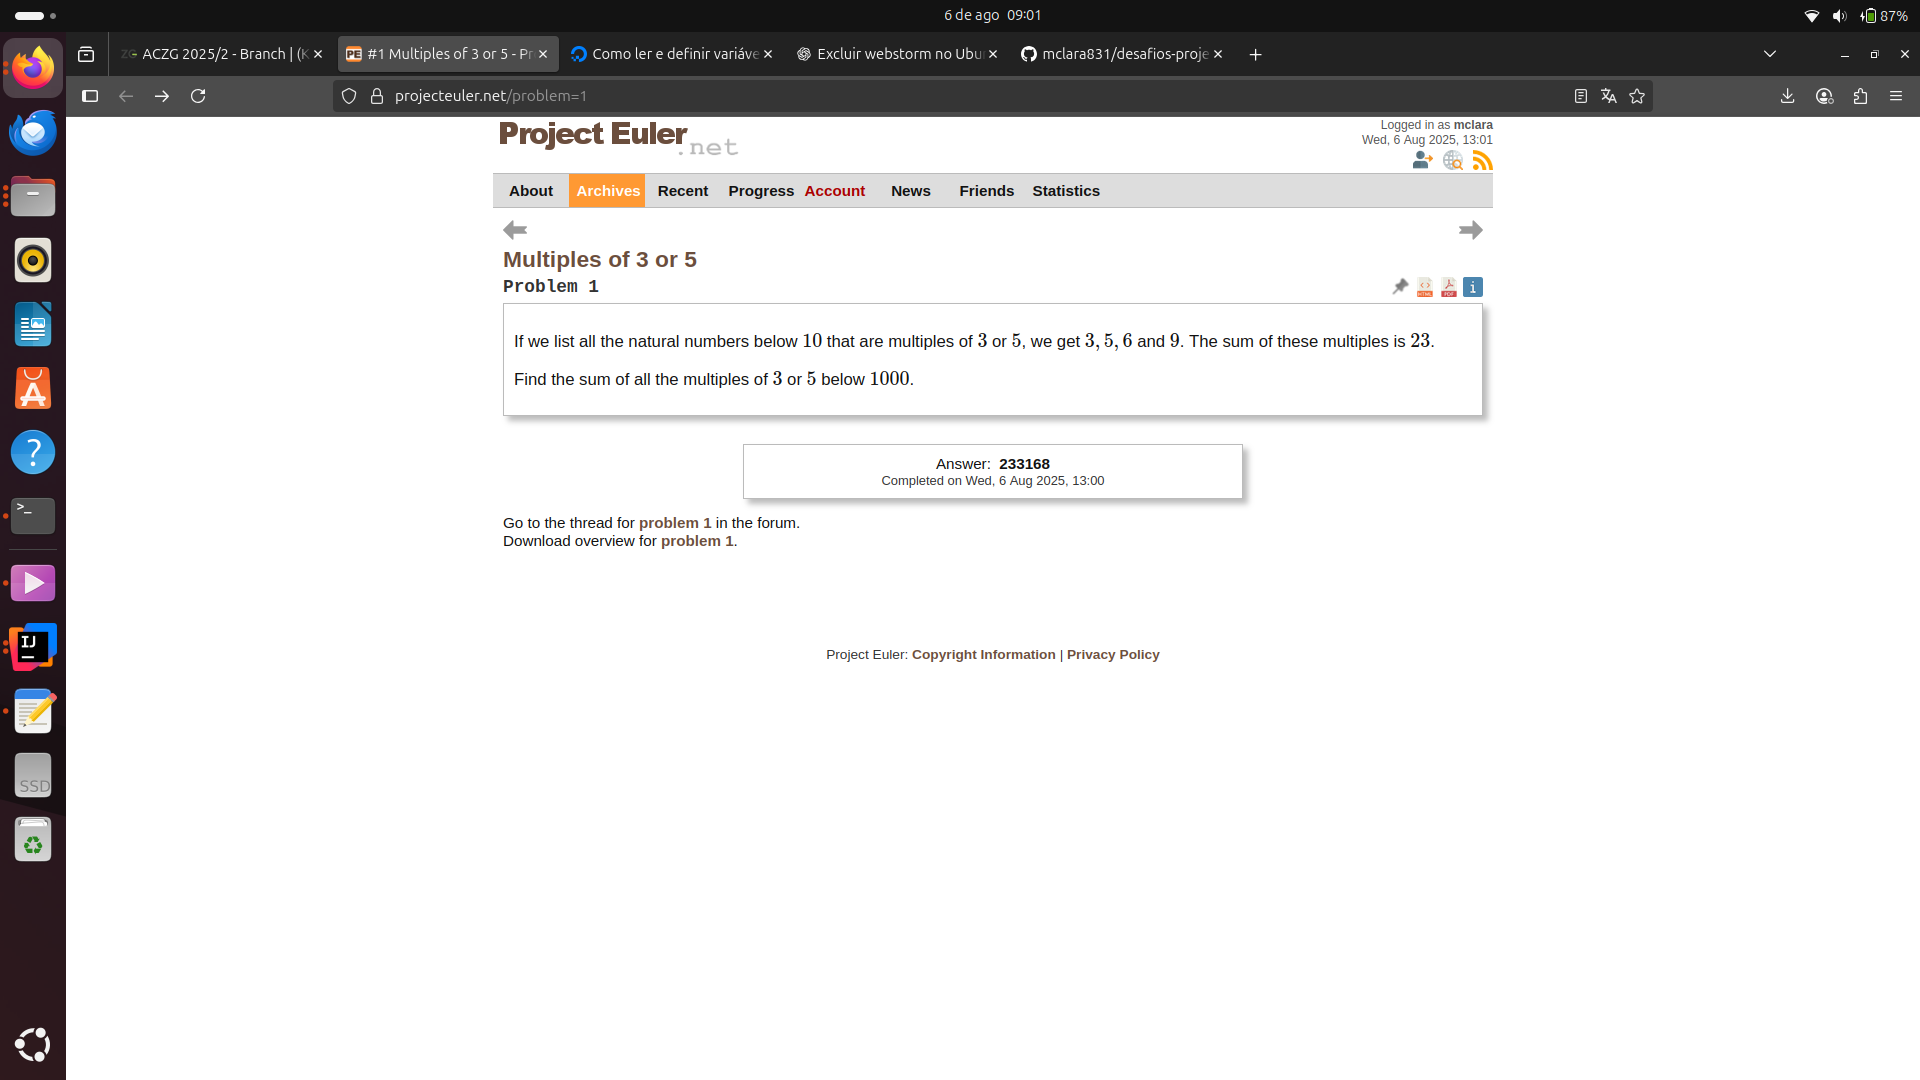 6 de ago 09:01
87%
ACZG 2025/2 - Branch | (K
#1 Multiples of 3 or 5 - Pr
Como ler e definir variáve
Excluir webstorm no Ubu
mclara831/desafios-proje
projecteuler.net/problem=1
Project Euler
.net
Logged in as mclara
Wed, 6 Aug 2025, 13:01
About Archives Recent Progress Account News Friends Statistics
Multiples of 3 or 5
Problem 1
If we list all the natural numbers below 10 that are multiples of 3 or 5, we get 3, 5, 6 and 9. The sum of these multiples is 23.
Find the sum of all the multiples of 3 or 5 below 1000.
Answer: 233168
Completed on Wed, 6 Aug 2025, 13:00
Go to the thread for problem 1 in the forum.
Download overview for problem 1.
Project Euler: Copyright Information | Privacy Policy
IJ
SSD